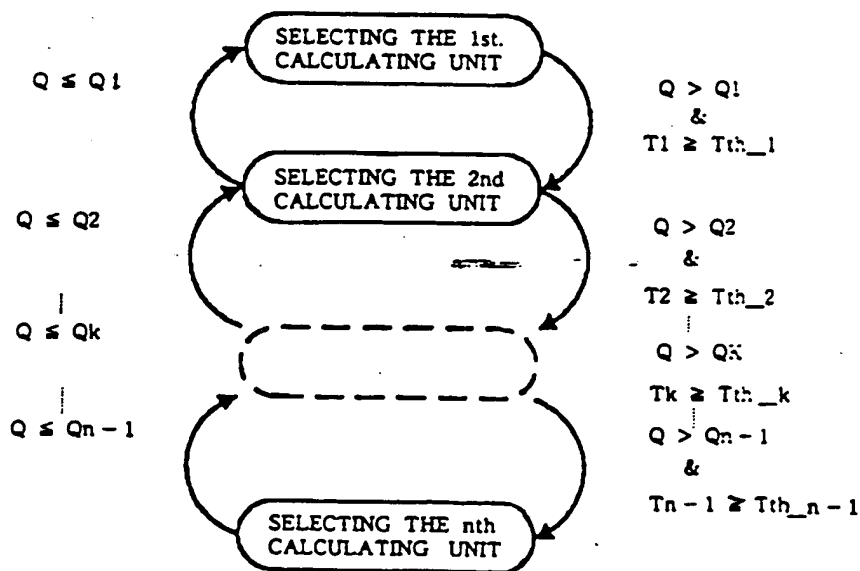 SELECTING THE 1st.
CALCULATING UNIT
Q ≦ Q1
Q > Q1
&
T1 ≧ Tth_1
SELECTING THE 2nd
CALCULATING UNIT
Q ≦ Q2
Q > Q2
&
T2 ≧ Tth_2
Q ≦ Qk
Q > QK
Tk ≧ Tth_k
Q ≦ Qn-1
Q > Qn-1
&
Tn-1 ≧ Tth_n-1
SELECTING THE nth
CALCULATING UNIT